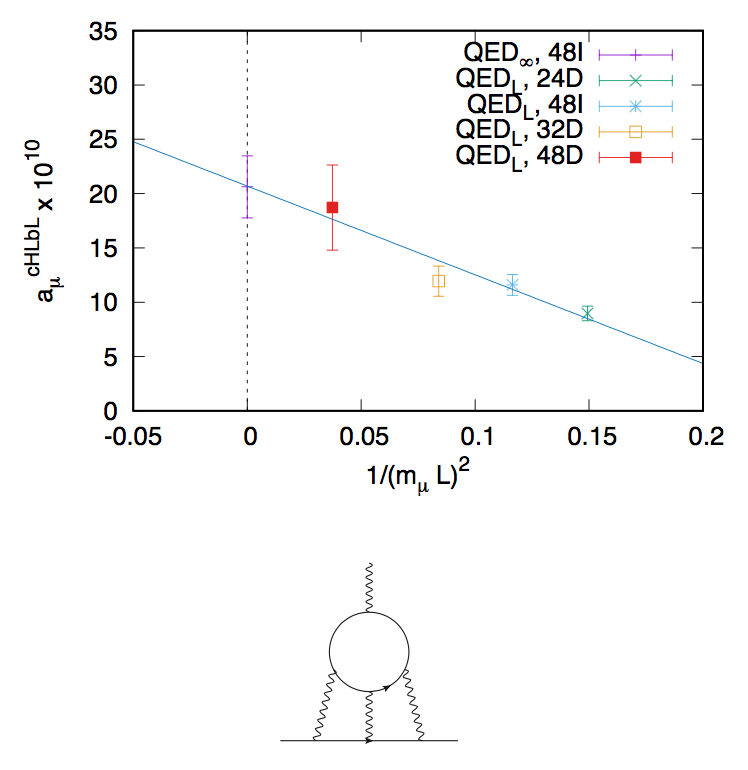 35
30
25
20
15
10
5
0
a_μ^cHLbL x 10^10
QED_∞, 48I
QED_L, 24D
QED_L, 48I
QED_L, 32D
QED_L, 48D
-0.05 0 0.05 0.1 0.15 0.2
1/(m_μ L)^2